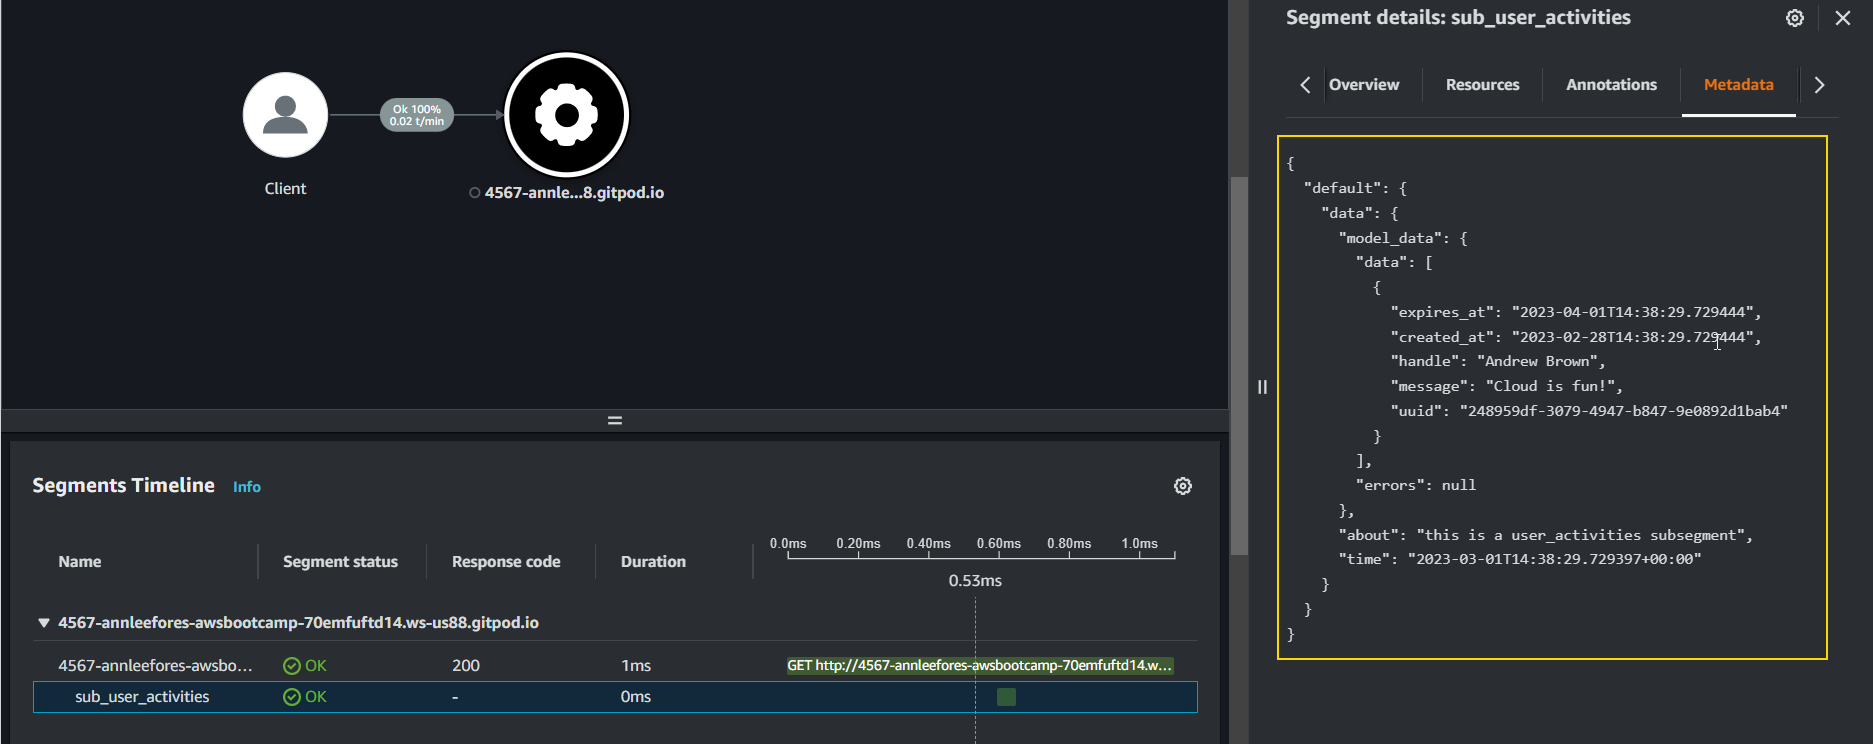 Ok 100%
0.02 t/min
Client
4567-annle...8.gitpod.io
Segments Timeline Info
Name Segment status Response code Duration
0.0ms 0.20ms 0.40ms 0.60ms 0.80ms 1.0ms
0.53ms
4567-annleefores-awsbootcamp-70emfuftd14.ws-us88.gitpod.io
4567-annleefores-awsbo... OK 200 1ms GET http://4567-annleefores-awsbootcamp-70emfuftd14.w...
sub_user_activities OK - 0ms
Segment details: sub_user_activities
Overview Resources Annotations Metadata
{
"default": {
"data": {
"model_data": {
"data": [
{
"expires_at": "2023-04-01T14:38:29.729444",
"created_at": "2023-02-28T14:38:29.729444",
"handle": "Andrew Brown",
"message": "Cloud is fun!",
"uuid": "248959df-3079-4947-b847-9e0892d1bab4"
}
],
"errors": null
},
"about": "this is a user_activities subsegment",
"time": "2023-03-01T14:38:29.729397+00:00"
}
}
}